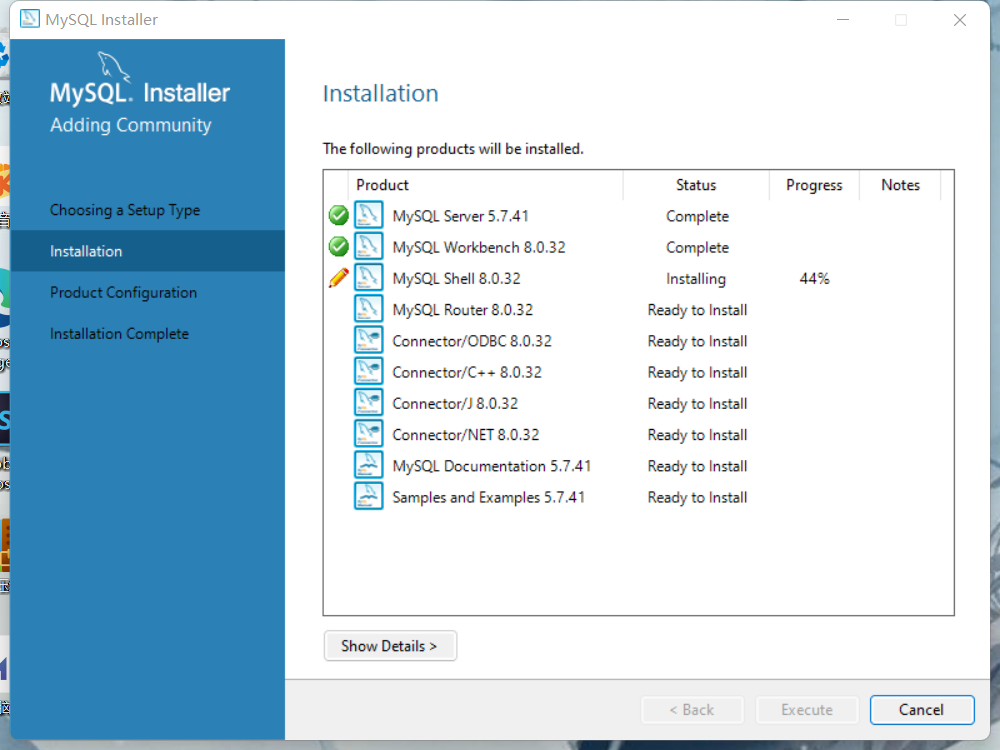 MySQL Installer
MySQL. Installer
Adding Community
Choosing a Setup Type
Installation
Product Configuration
Installation Complete
Installation
The following products will be installed.
Product Status Progress Notes
MySQL Server 5.7.41 Complete
MySQL Workbench 8.0.32 Complete
MySQL Shell 8.0.32 Installing 44%
MySQL Router 8.0.32 Ready to Install
Connector/ODBC 8.0.32 Ready to Install
Connector/C++ 8.0.32 Ready to Install
Connector/J 8.0.32 Ready to Install
Connector/NET 8.0.32 Ready to Install
MySQL Documentation 5.7.41 Ready to Install
Samples and Examples 5.7.41 Ready to Install
Show Details >
< Back Execute Cancel